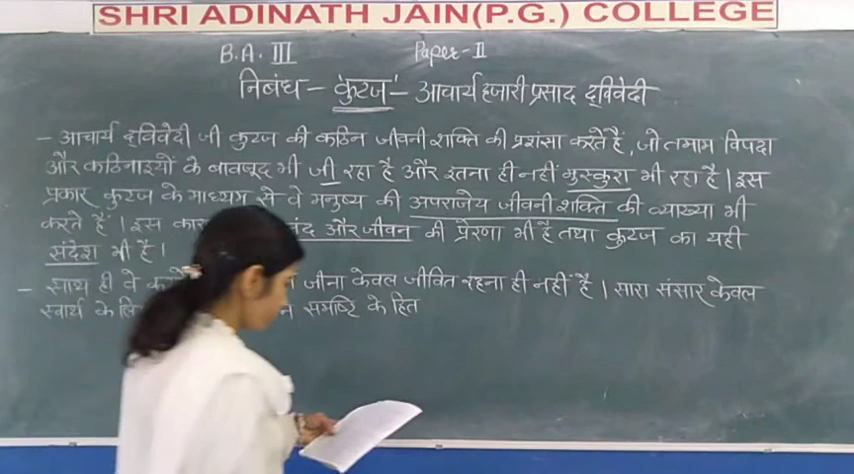 SHRI ADINATH JAIN(P.G.) COLLEGE
B.A. III Paper-II
निबंध - 'कुटज' - आचार्य हजारी प्रसाद द्विवेदी
- आचार्य द्विवेदी जी कुटज की कठिन जीवनी शक्ति की प्रशंसा करते हैं, जो तमाम विपदा
और कठिनाइयों के बावजूद भी जी रहा है और इतना ही नहीं मुस्कुरा भी रहा है। इस
प्रकार कुटज के माध्यम से वे मनुष्य की अपराजेय जीवनी शक्ति की व्याख्या भी
करते हैं। इस और जीवन की प्रेरणा भी है तथा कुटज का यही
संदेश भी है।
- साथ ही वे जीना केवल जीवित रहना ही नहीं है। सारा संसार केवल
स्वार्थ के समष्टि के हित